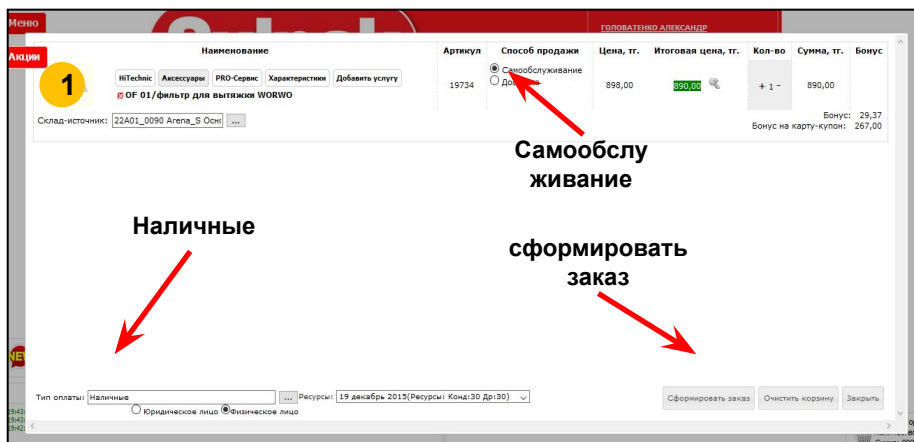 Меню
ГОЛОВАТЕНКО АЛЕКСАНДР
Акции
Наименование Артикул Способ продажи Цена, тг. Итоговая цена, тг. Кол-во Сумма, тг. Бонус
1
HiTechnic Аксессуары PRO-Сервис Характеристики Добавить услугу
OF 01/фильтр для вытяжки WORWO
19734
Самообслуживание
898,00 890,00 + 1 - 890,00
Склад-источник: 22A01_0090 Arena_S Осн ...
Бонус: 29,37
Бонус на карту-купон: 267,00
Самообслу
живание
Наличные
сформировать
заказ
Тип оплаты: Наличные ... Ресурсы: 19 декабрь 2015(Ресурсы: Конд:30 Др:30)
Юридическое лицо Физическое лицо
Сформировать заказ Очистить корзину Закрыть